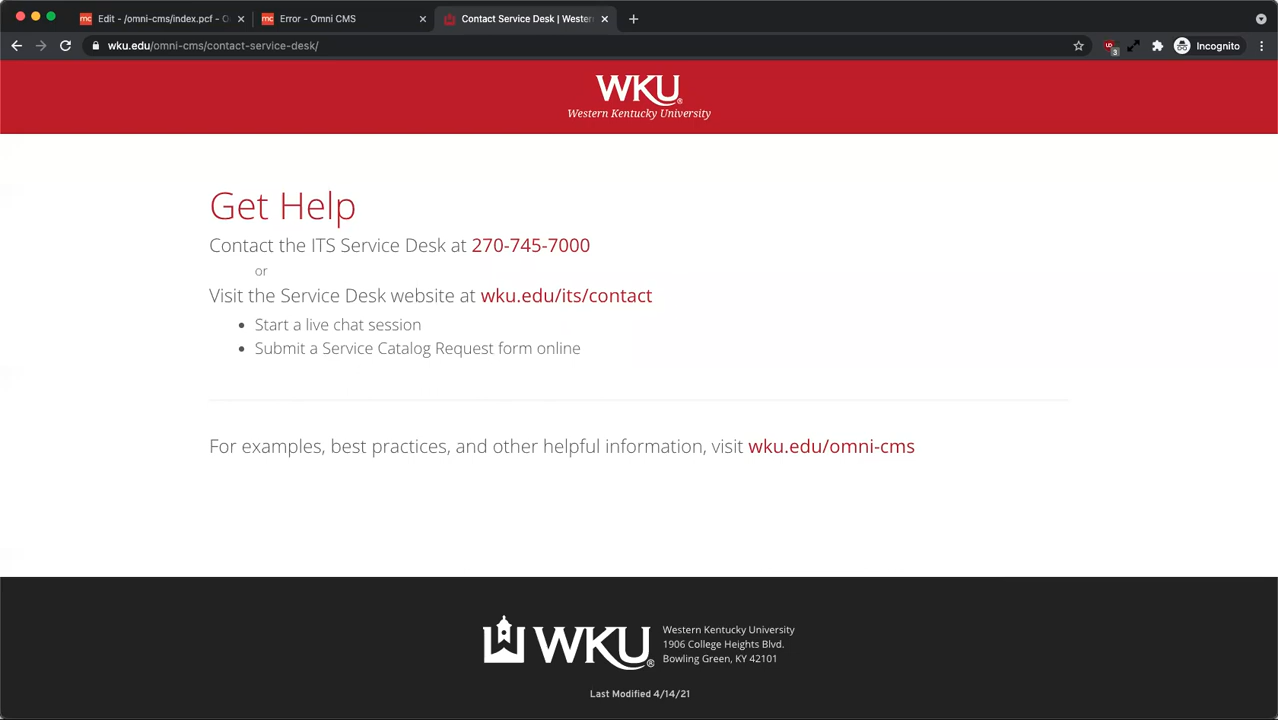 Edit - /omni-cms/index.pcf - O
Error - Omni CMS
Contact Service Desk | Wester
wku.edu/omni-cms/contact-service-desk/
3
Incognito
WKU®
Western Kentucky University
Get Help
Contact the ITS Service Desk at 270-745-7000
or
Visit the Service Desk website at wku.edu/its/contact
• Start a live chat session
• Submit a Service Catalog Request form online
For examples, best practices, and other helpful information, visit wku.edu/omni-cms
WKU®
Western Kentucky University
1906 College Heights Blvd.
Bowling Green, KY 42101
Last Modified 4/14/21